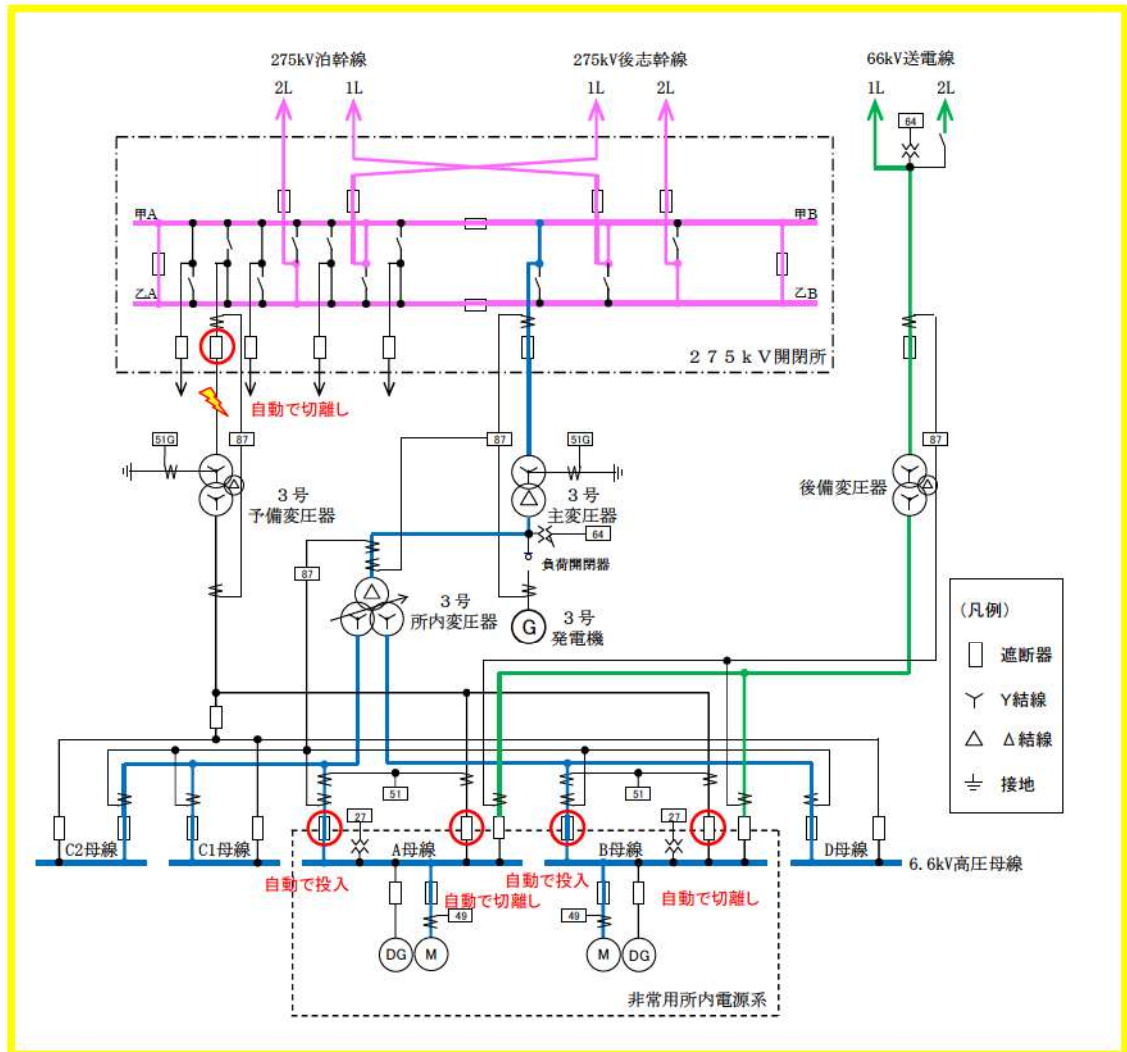 275kV泊幹線
275kV後志幹線
66kV送電線
2L
1L
1L
2L
1L
2L
64
甲A
甲B
乙A
乙B
275kV開閉所
自動で切離し
51G
87
87
51G
87
3号
予備変圧器
3号
主変圧器
後備変圧器
64
負荷開閉器
87
3号
所内変圧器
G
3号
発電機
(凡例)
遮断器
Y結線
Δ結線
接地
51
51
27
27
C2母線
C1母線
A母線
B母線
D母線
6.6kV高圧母線
自動で投入
自動で切離し
自動で投入
自動で切離し
49
49
DG
M
M
DG
非常用所内電源系